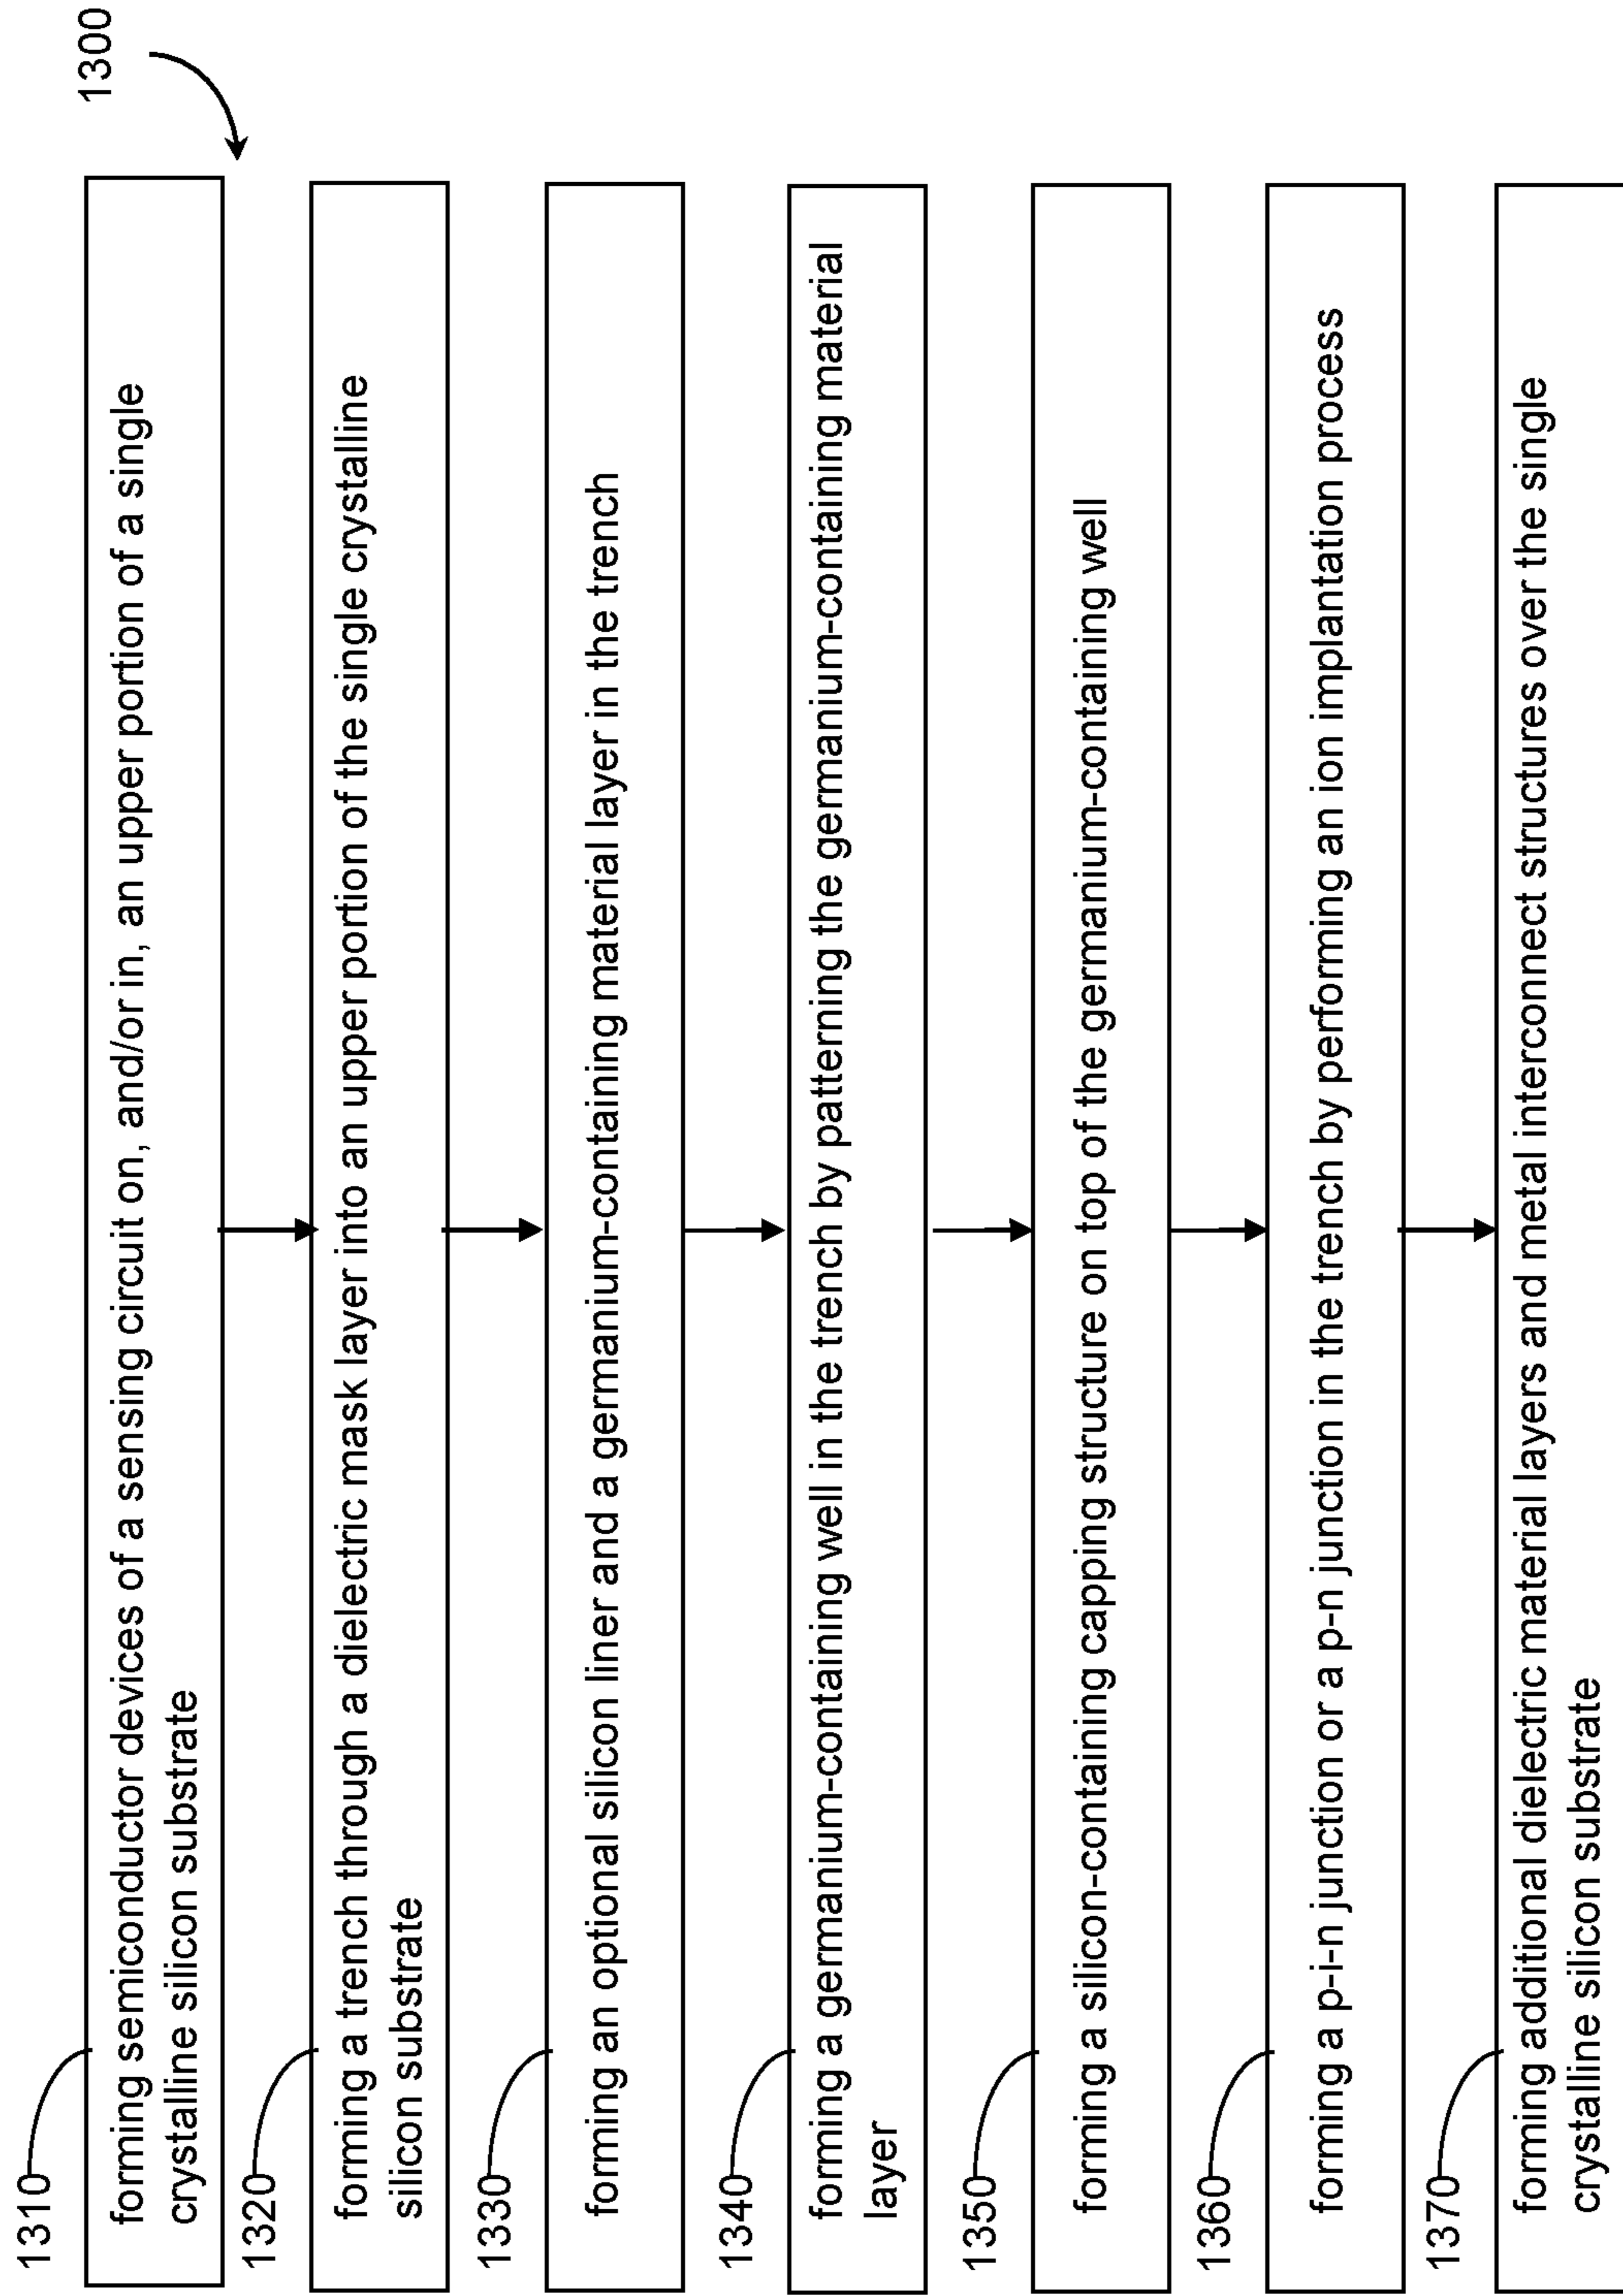 1300
1310
forming semiconductor devices of a sensing circuit on, and/or in, an upper portion of a single
crystalline silicon substrate
1320
forming a trench through a dielectric mask layer into an upper portion of the single crystalline
silicon substrate
1330
forming an optional silicon liner and a germanium-containing material layer in the trench
1340
forming a germanium-containing well in the trench by patterning the germanium-containing material
layer
1350
forming a silicon-containing capping structure on top of the germanium-containing well
1360
forming a p-i-n junction or a p-n junction in the trench by performing an ion implantation process
1370
forming additional dielectric material layers and metal interconnect structures over the single
crystalline silicon substrate